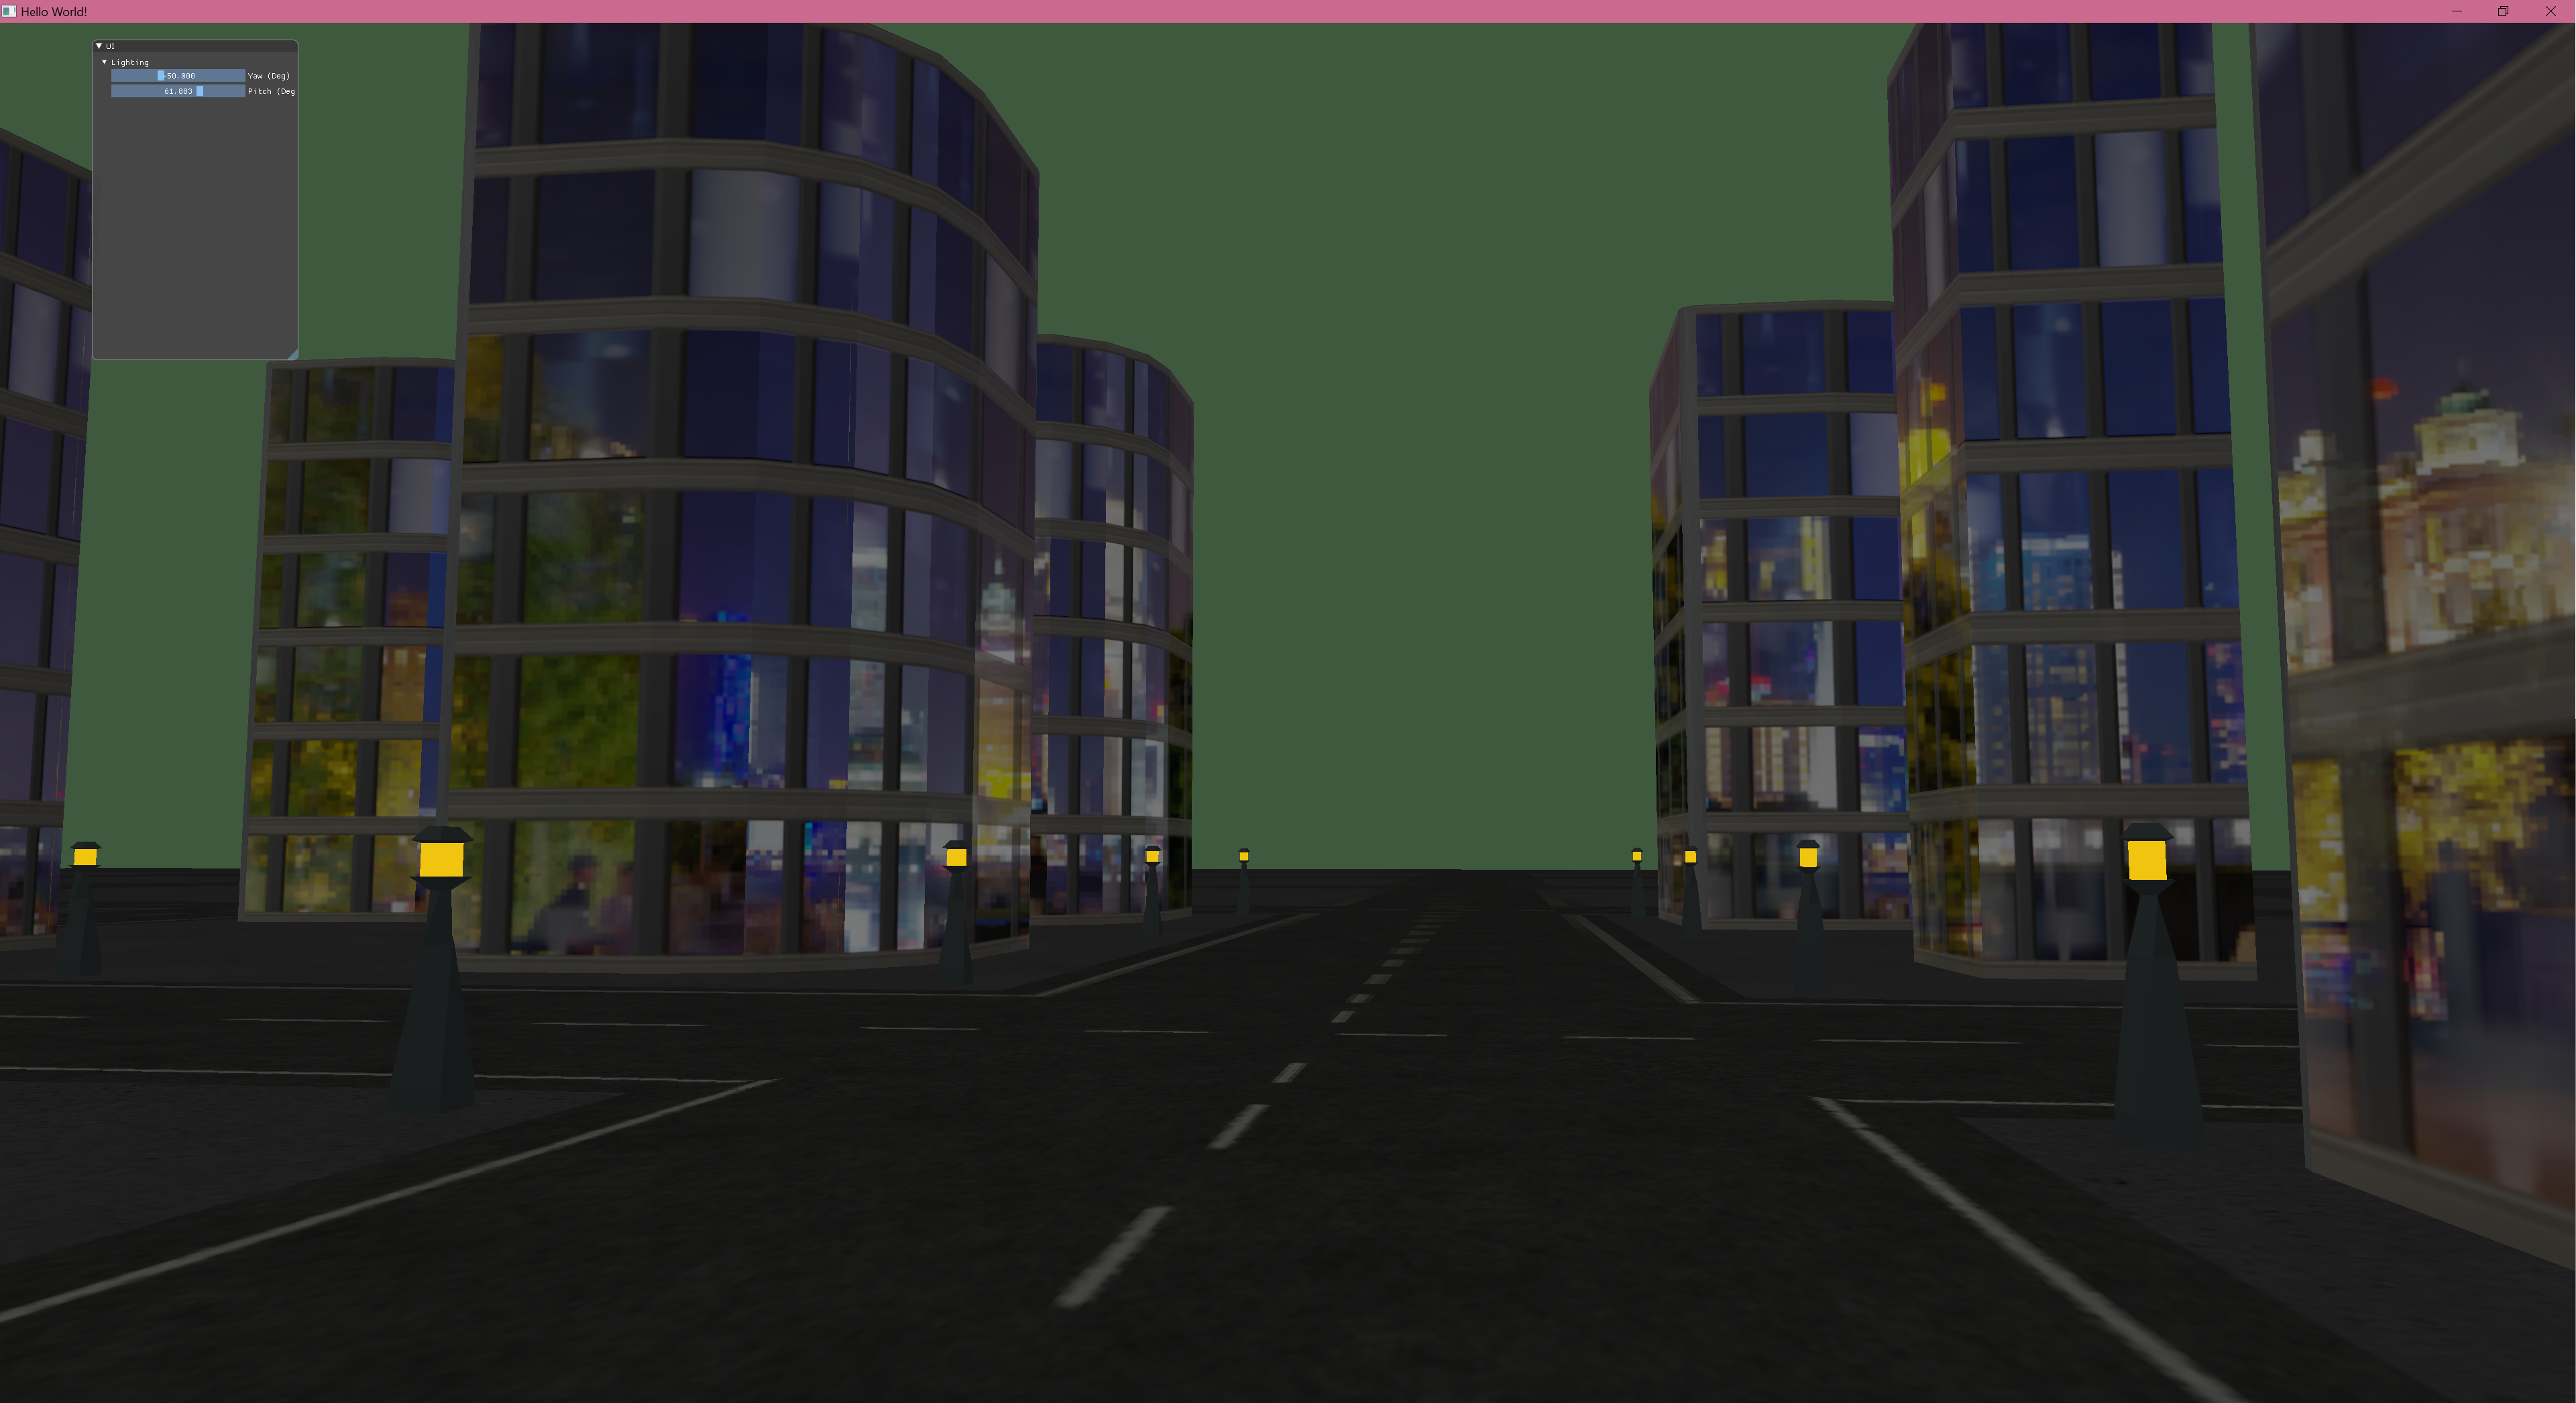 Hello World!
UI
Lighting
-50.000 Yaw (Deg)
61.883 Pitch (Deg